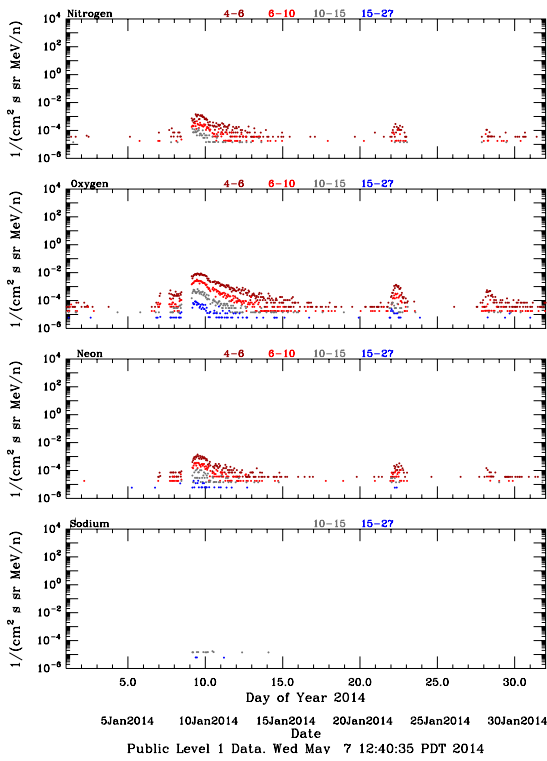 Nitrogen 4-6 6-10 10-15 15-27
10^4
10^2
10^0
10^-2
10^-4
10^-6
1/(cm^2 s sr MeV/n)
Oxygen 4-6 6-10 10-15 15-27
10^4
10^2
10^0
10^-2
10^-4
10^-6
1/(cm^2 s sr MeV/n)
Neon 4-6 6-10 10-15 15-27
10^4
10^2
10^0
10^-2
10^-4
10^-6
1/(cm^2 s sr MeV/n)
Sodium 10-15 15-27
10^4
10^2
10^0
10^-2
10^-4
10^-6
1/(cm^2 s sr MeV/n)
5.0 10.0 15.0 20.0 25.0 30.0
Day of Year 2014
5Jan2014 10Jan2014 15Jan2014 20Jan2014 25Jan2014 30Jan2014
Date
Public Level 1 Data. Wed May 7 12:40:35 PDT 2014